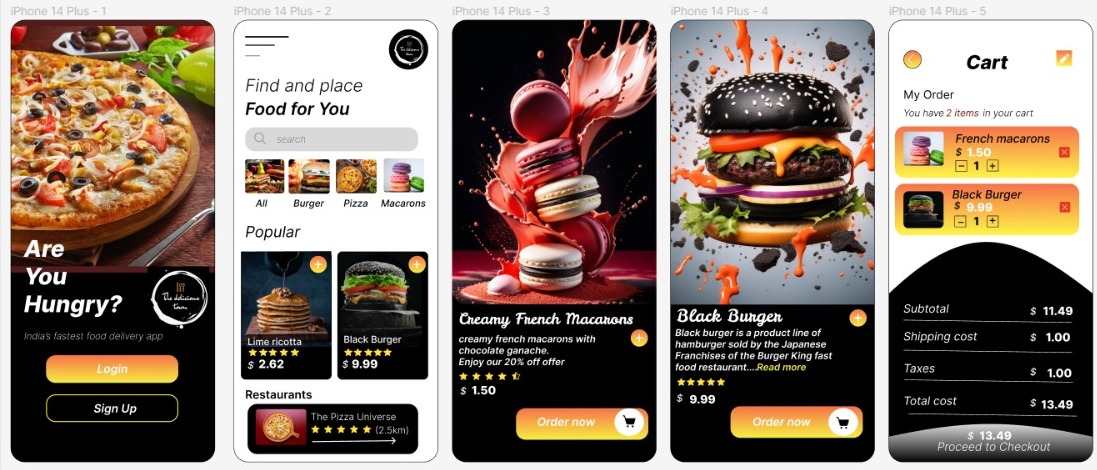 iPhone 14 Plus - 1
Are
You
Hungry?
The delicious
town
India's fastest food delivery app
Login
Sign Up
iPhone 14 Plus - 2
The delicious
town
Find and place
Food for You
search
All
Burger
Pizza
Macarons
Popular
Lime ricotta
$ 2.62
Black Burger
$ 9.99
Restaurants
The Pizza Universe
(2.5km)
iPhone 14 Plus - 3
Creamy French Macarons
creamy french macarons with
chocolate ganache.
Enjoy our 20% off offer
$ 1.50
Order now
iPhone 14 Plus - 4
Black Burger
Black burger is a product line of
hamburger sold by the Japanese
Franchises of the Burger King fast
food restaurant....Read more
$ 9.99
Order now
iPhone 14 Plus - 5
Cart
My Order
You have 2 items in your cart
French macarons
$ 1.50
1
Black Burger
$ 9.99
1
Subtotal $ 11.49
Shipping cost $ 1.00
Taxes $ 1.00
Total cost $ 13.49
$ 13.49
Proceed to Checkout